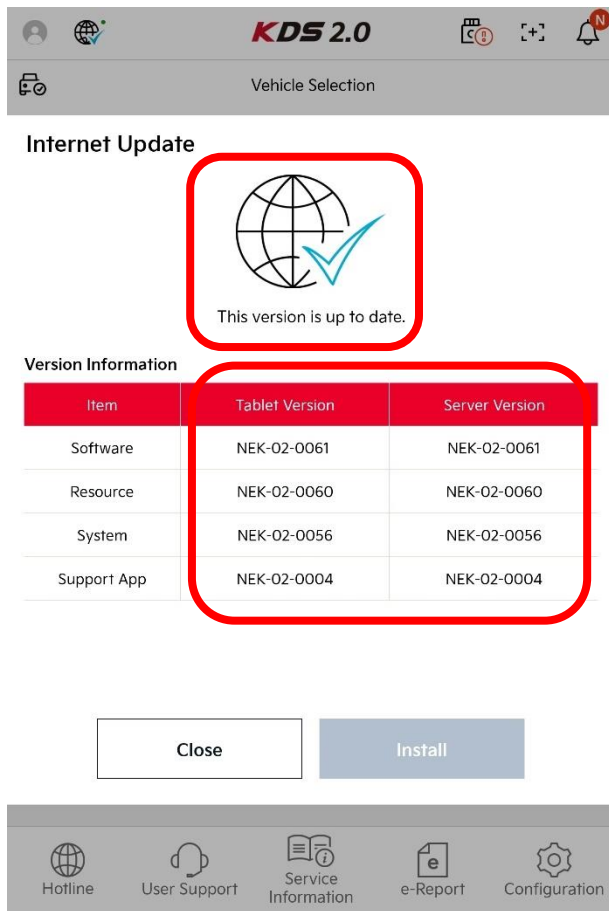 KDS 2.0
N
Vehicle Selection
Internet Update
This version is up to date.
Version Information
Item Tablet Version Server Version
Software NEK-02-0061 NEK-02-0061
Resource NEK-02-0060 NEK-02-0060
System NEK-02-0056 NEK-02-0056
Support App NEK-02-0004 NEK-02-0004
Close Install
Hotline User Support Service Information e-Report Configuration